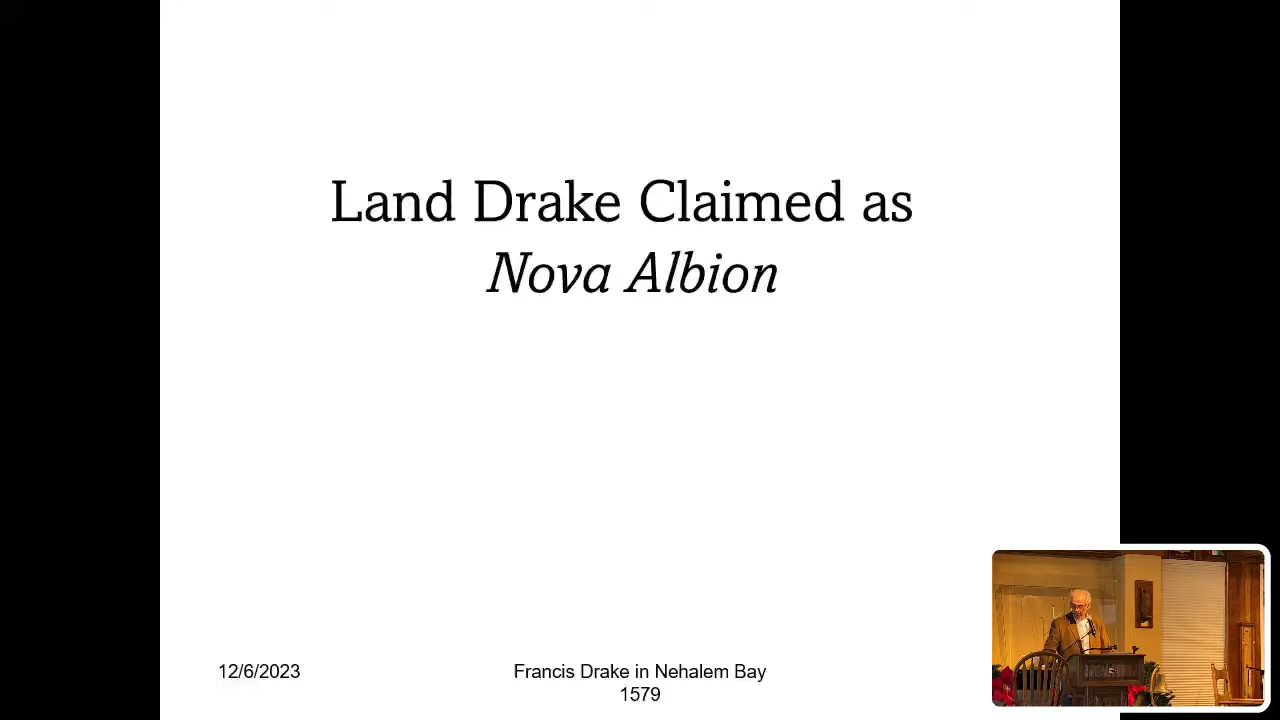 Land Drake Claimed as
Nova Albion
12/6/2023
Francis Drake in Nehalem Bay
1579